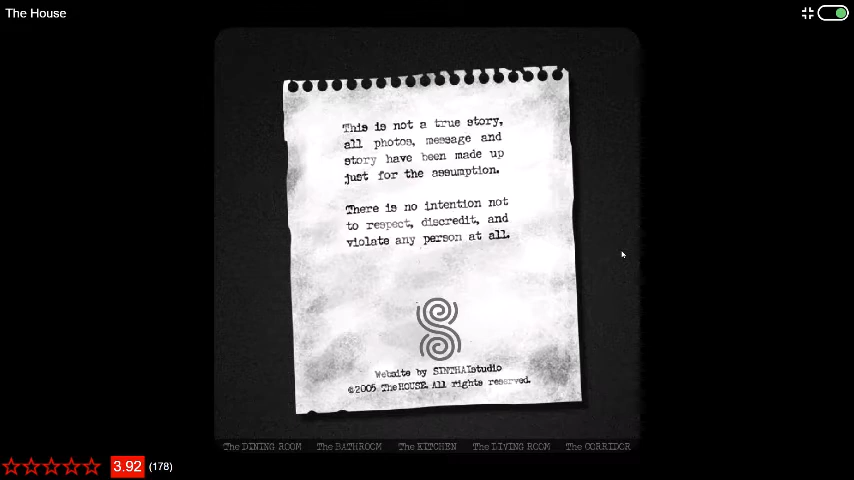 The House
This is not a true story,
all photos, message and
story have been made up
just for the assumption.
There is no intention not
to respect, discredit, and
violate any person at all.
Website by SINTHAIstudio
©2005 The HOUSE. All rights reserved.
The DINING ROOM The BATHROOM The KITCHEN The LIVING ROOM The CORRIDOR
3.92 (178)